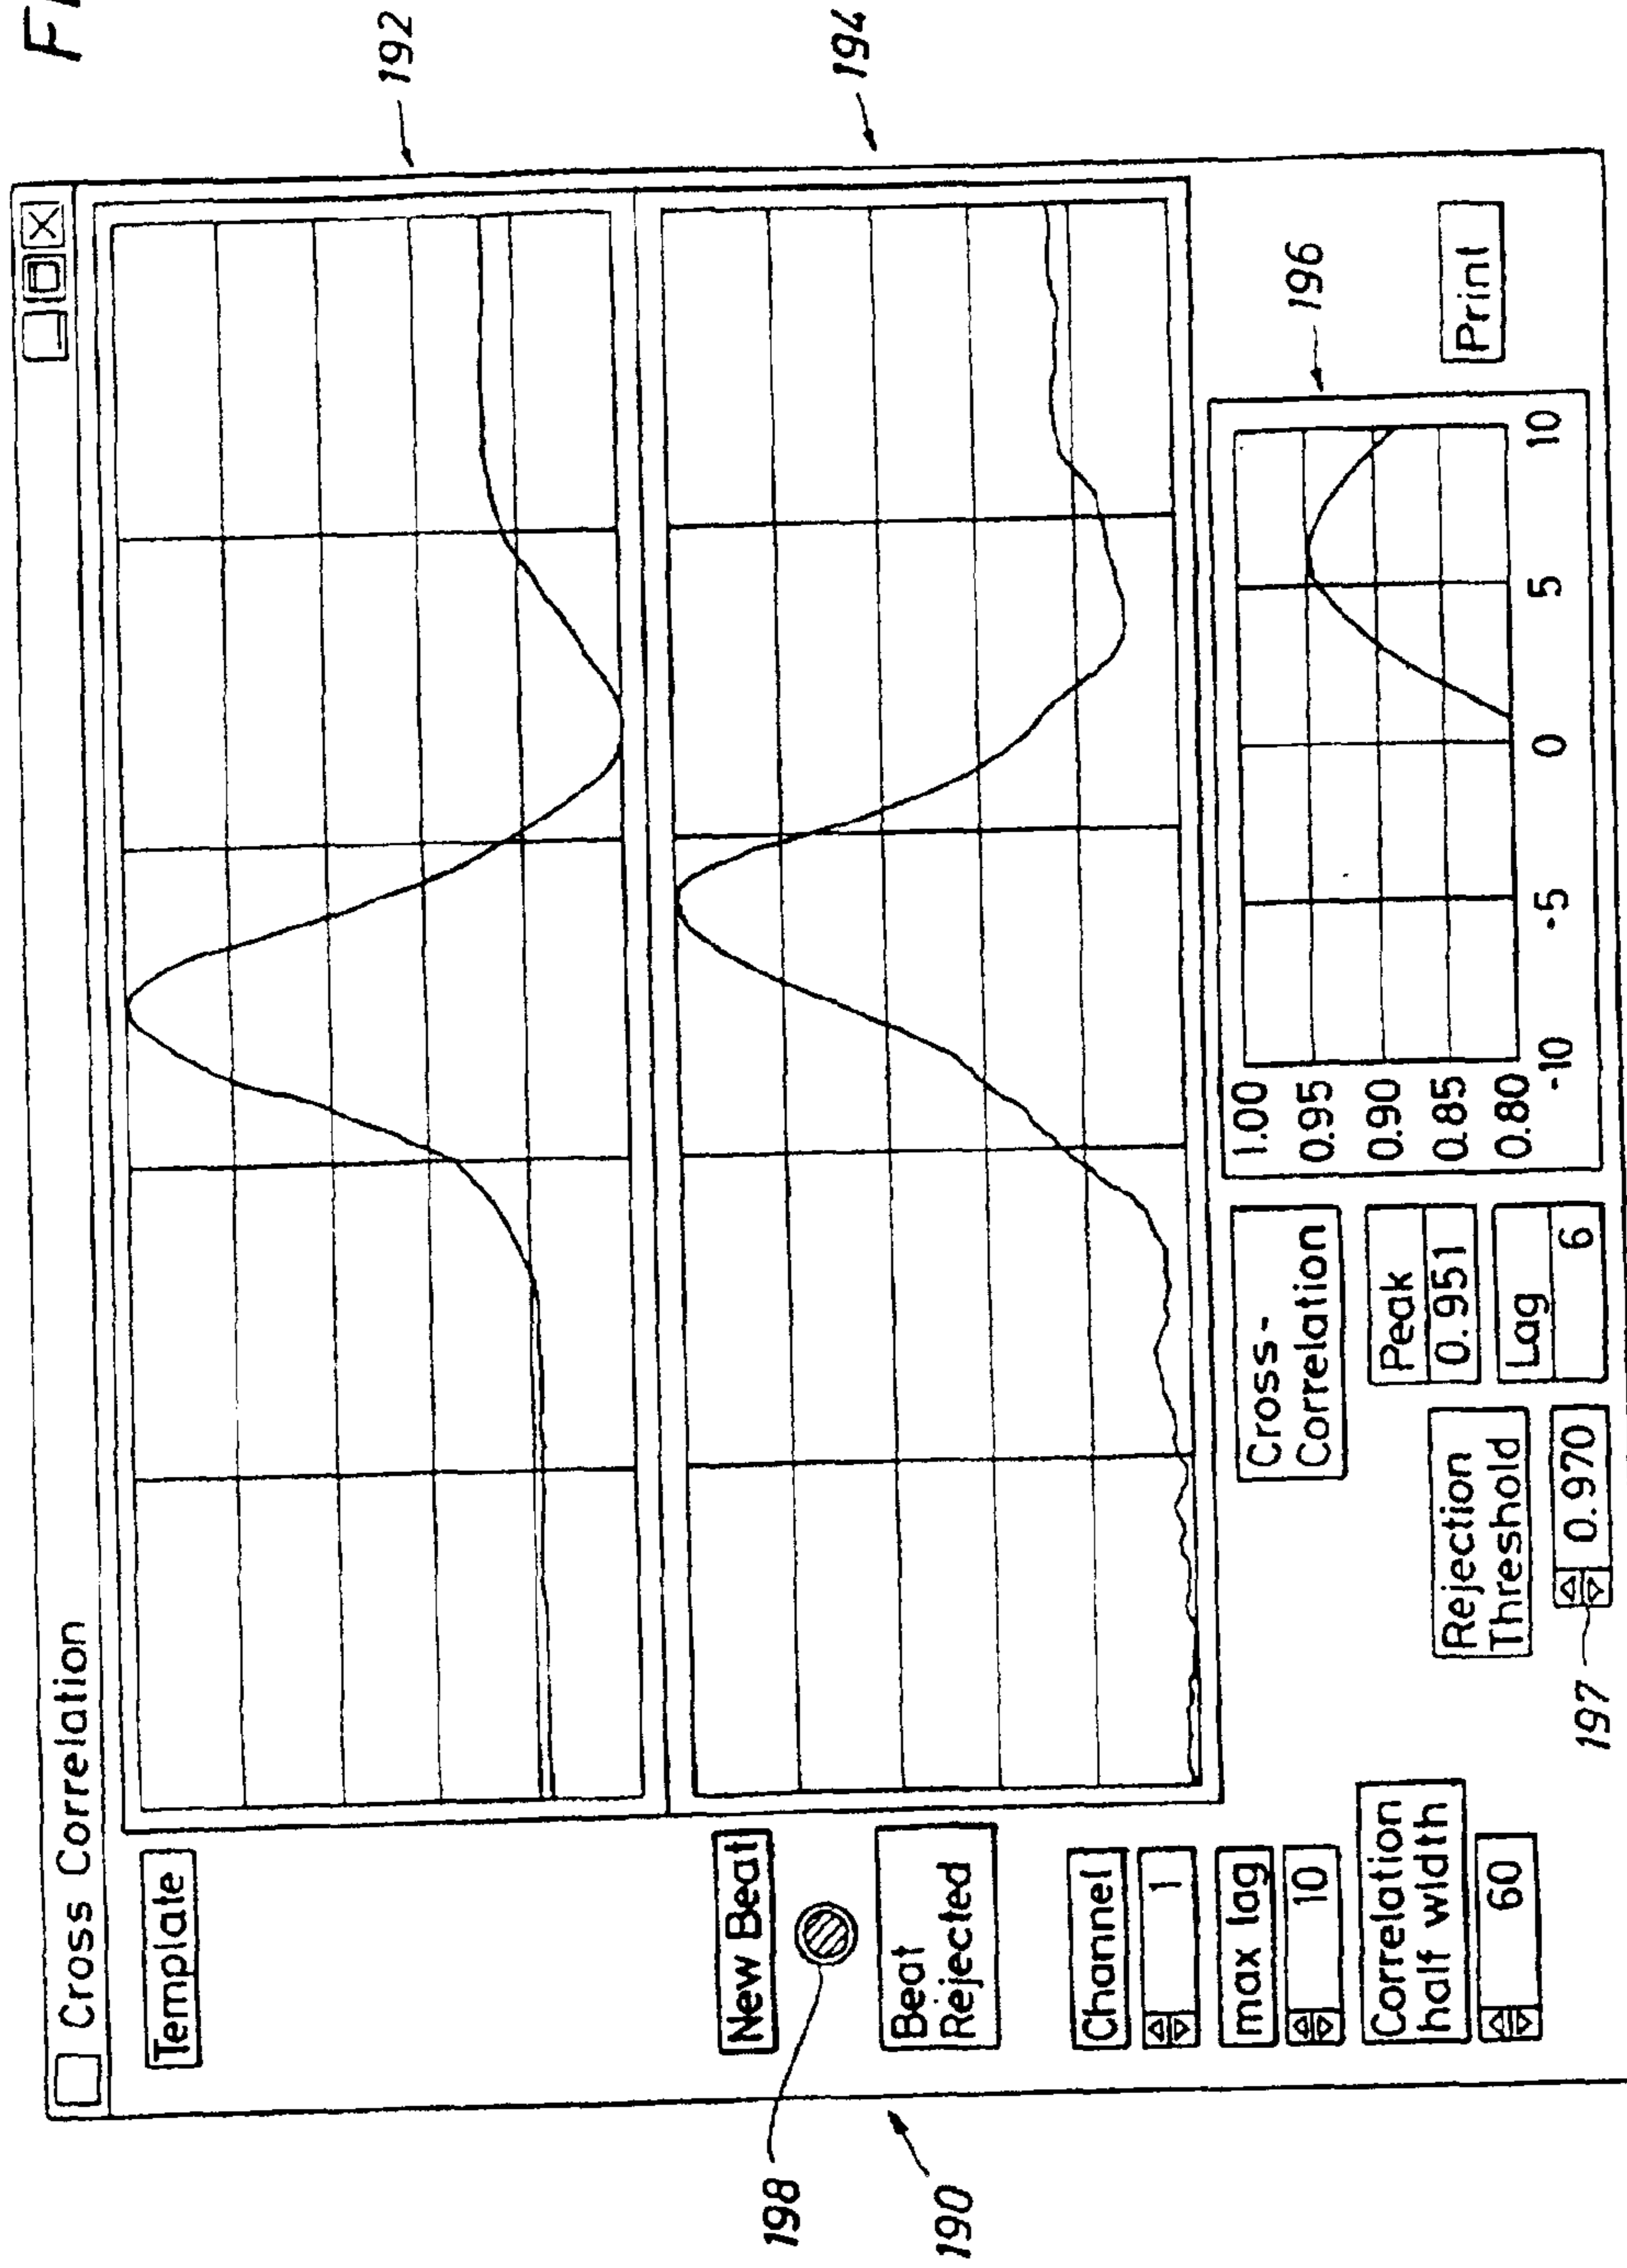 Cross Correlation
Template
192
New Beat
198
Beat
Rejected
194
190
Channel
1
max lag
10
Correlation
half width
60
Cross-
Correlation
Peak
0.951
Lag
6
Rejection
Threshold
0.970
197
1.00
0.95
0.90
0.85
0.80
-10
-5
0
5
10
196
Print